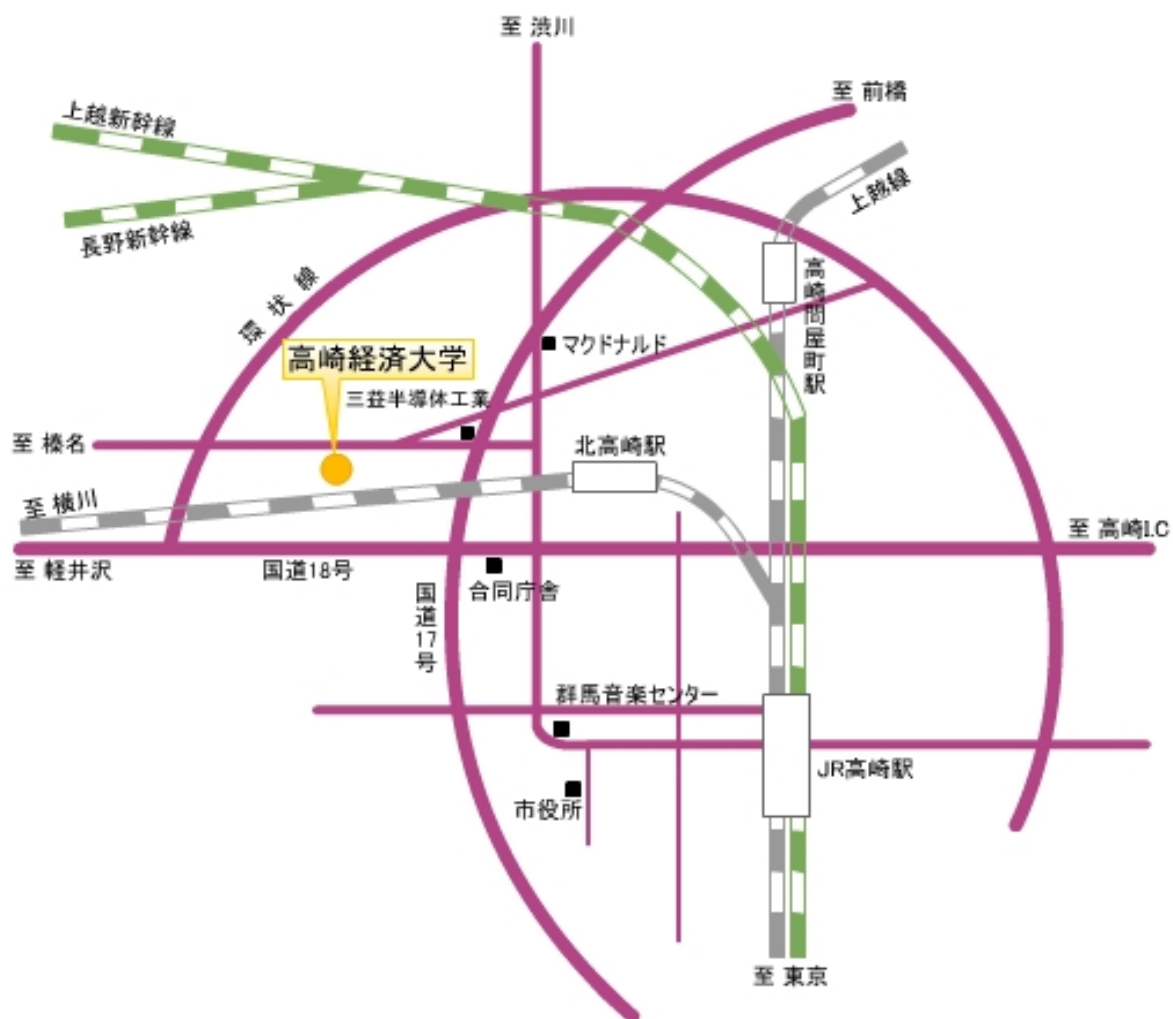 至 渋川
至 前橋
上越新幹線
上越線
長野新幹線
環状線
高崎問屋町駅
マクドナルド
高崎経済大学
三益半導体工業
至 榛名
北高崎駅
至 横川
至 高崎I.C
至 軽井沢
国道18号
合同庁舎
国道17号
群馬音楽センター
JR高崎駅
市役所
至 東京